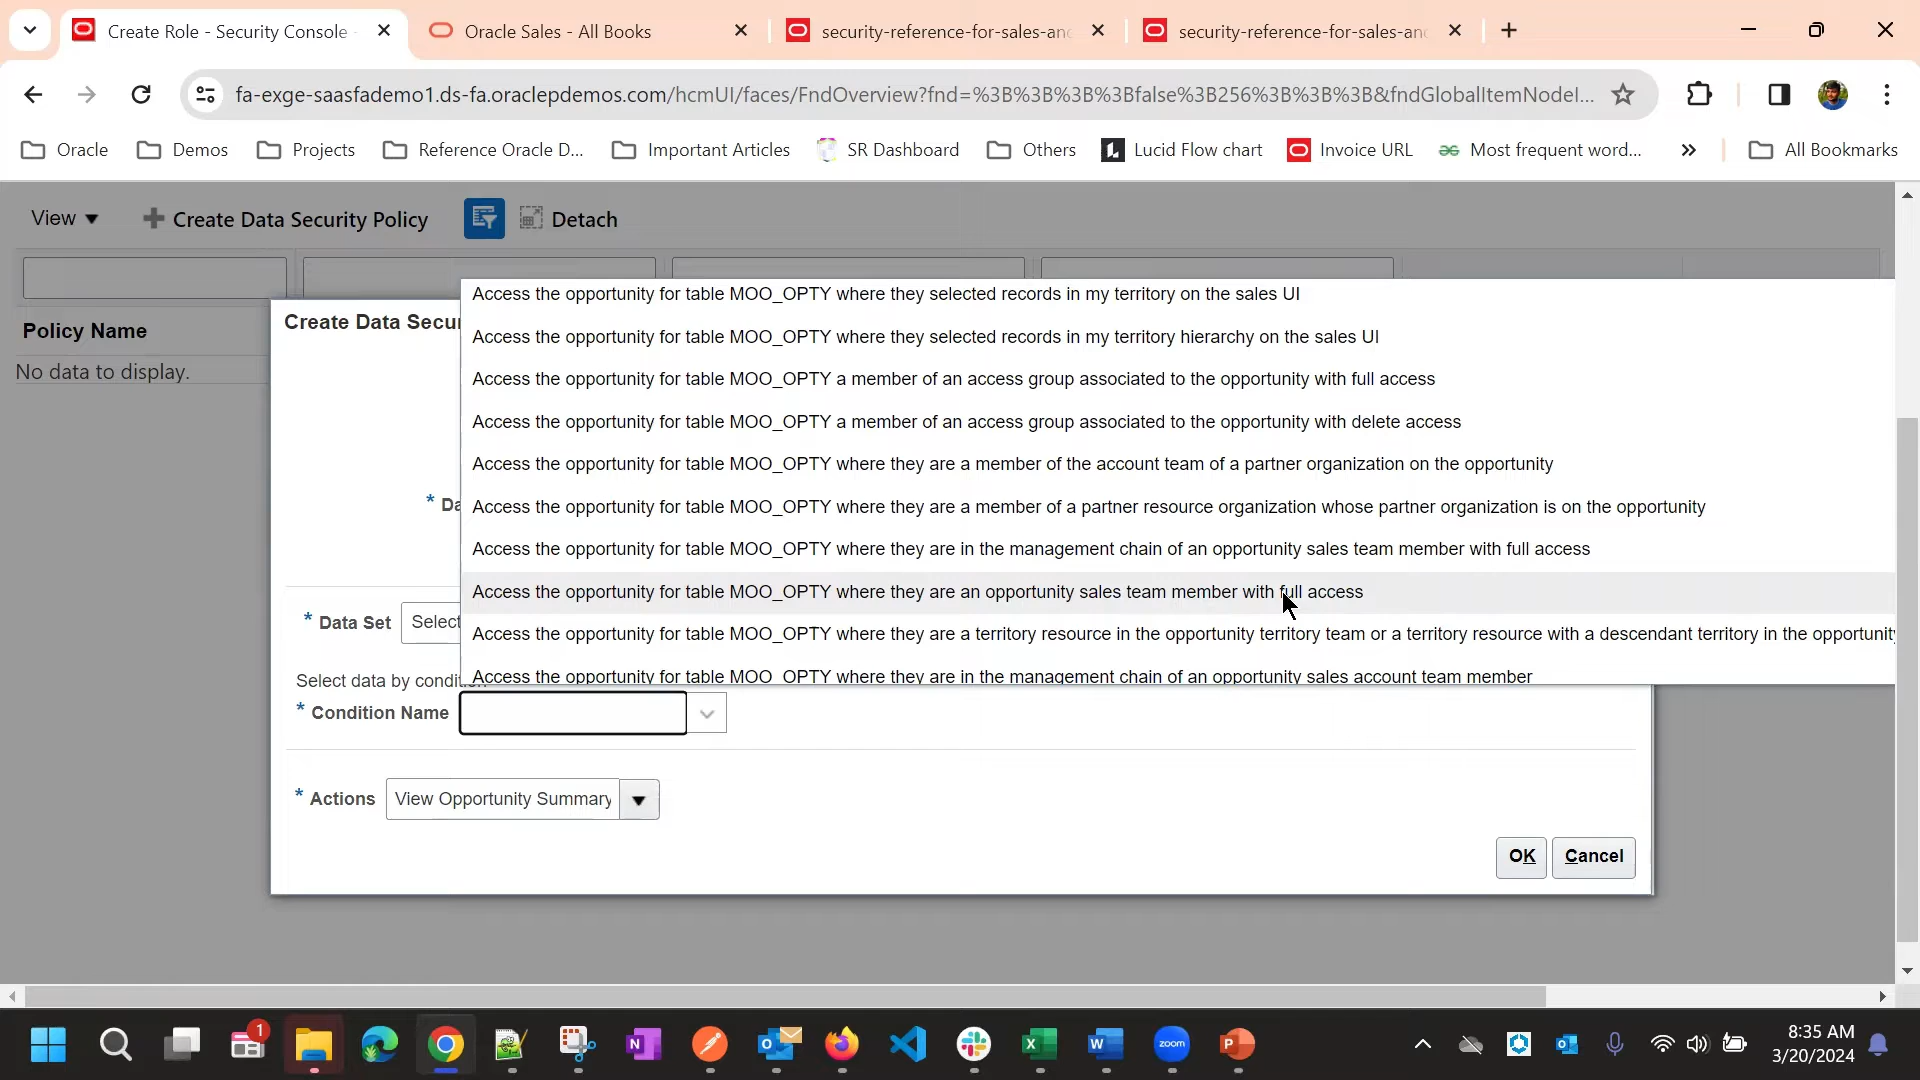 Create Role - Security Console
Oracle Sales - All Books
security-reference-for-sales-and
security-reference-for-sales-and
fa-exge-saasfademo1.ds-fa.oraclepdemos.com/hcmUI/faces/FndOverview?fnd=%3B%3B%3B%3Bfalse%3B256%3B%3B%3B&fndGlobalItemNodeI...
Oracle
Demos
Projects
Reference Oracle D...
Important Articles
SR Dashboard
Others
Lucid Flow chart
Invoice URL
Most frequent word...
All Bookmarks
View
Create Data Security Policy
Detach
Policy Name
No data to display.
Create Data Secu
Access the opportunity for table MOO_OPTY where they selected records in my territory on the sales UI
Access the opportunity for table MOO_OPTY where they selected records in my territory hierarchy on the sales UI
Access the opportunity for table MOO_OPTY a member of an access group associated to the opportunity with full access
Access the opportunity for table MOO_OPTY a member of an access group associated to the opportunity with delete access
Access the opportunity for table MOO_OPTY where they are a member of the account team of a partner organization on the opportunity
* Da
Access the opportunity for table MOO_OPTY where they are a member of a partner resource organization whose partner organization is on the opportunity
Access the opportunity for table MOO_OPTY where they are in the management chain of an opportunity sales team member with full access
Access the opportunity for table MOO_OPTY where they are an opportunity sales team member with full access
* Data Set Select
Access the opportunity for table MOO_OPTY where they are a territory resource in the opportunity territory team or a territory resource with a descendant territory in the opportunity
Access the opportunity for table MOO_OPTY where they are in the management chain of an opportunity sales account team member
Select data by condition
* Condition Name
* Actions View Opportunity Summary
OK
Cancel
1
zoom
8:35 AM
3/20/2024